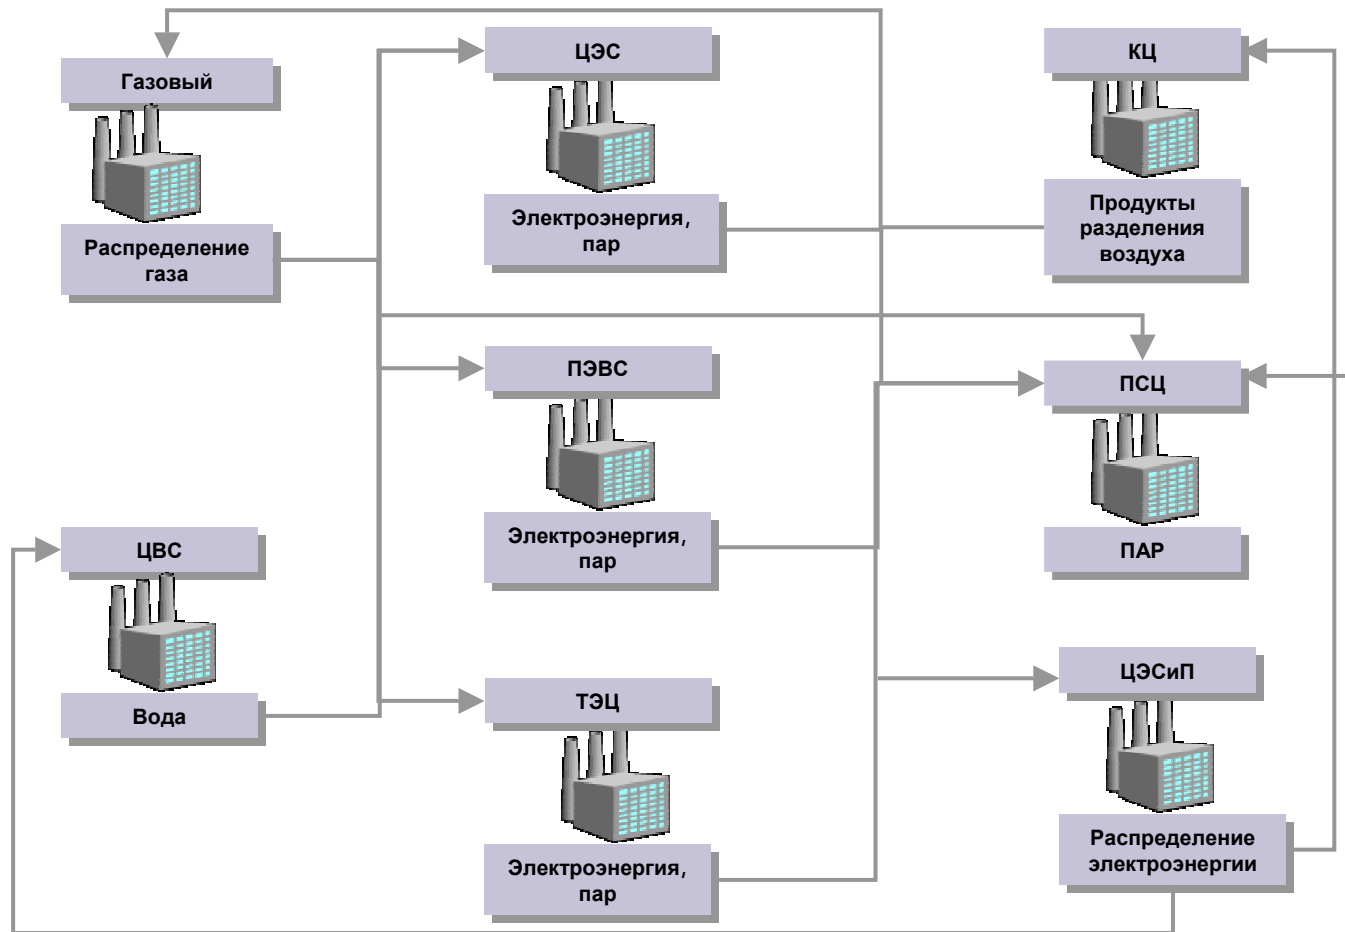 ЦЭС
КЦ
Газовый
Электроэнергия,
пар
Продукты
разделения
воздуха
Распределение
газа
ПЭВС
ПСЦ
Электроэнергия,
пар
ЦВС
ПАР
ЦЭСиП
ТЭЦ
Вода
Распределение
электроэнергии
Электроэнергия,
пар